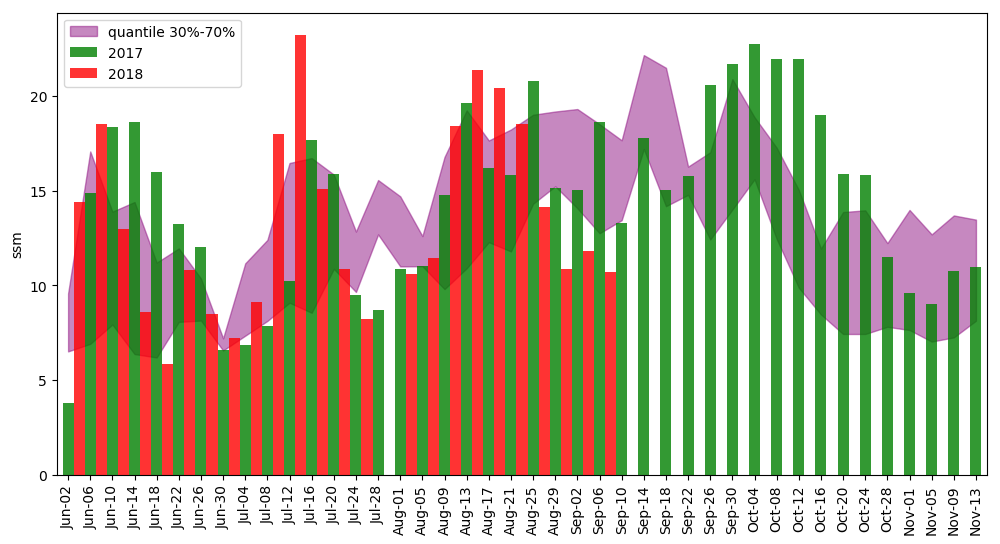 quantile 30%-70%
2017
2018
ssm
20
15
10
5
0
Jun-02
Jun-06
Jun-10
Jun-14
Jun-18
Jun-22
Jun-26
Jun-30
Jul-04
Jul-08
Jul-12
Jul-16
Jul-20
Jul-24
Jul-28
Aug-01
Aug-05
Aug-09
Aug-13
Aug-17
Aug-21
Aug-25
Aug-29
Sep-02
Sep-06
Sep-10
Sep-14
Sep-18
Sep-22
Sep-26
Sep-30
Oct-04
Oct-08
Oct-12
Oct-16
Oct-20
Oct-24
Oct-28
Nov-01
Nov-05
Nov-09
Nov-13